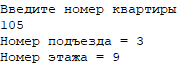 Введите номер квартиры
105
Номер подъезда = 3
Номер этажа = 9